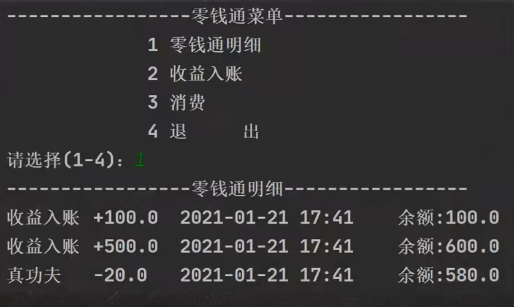 -----------------零钱通菜单-----------------
1 零钱通明细
2 收益入账
3 消费
4 退      出
请选择(1-4)：1
-----------------零钱通明细-----------------
收益入账 +100.0  2021-01-21 17:41    余额:100.0
收益入账 +500.0  2021-01-21 17:41    余额:600.0
真功夫   -20.0   2021-01-21 17:41    余额:580.0